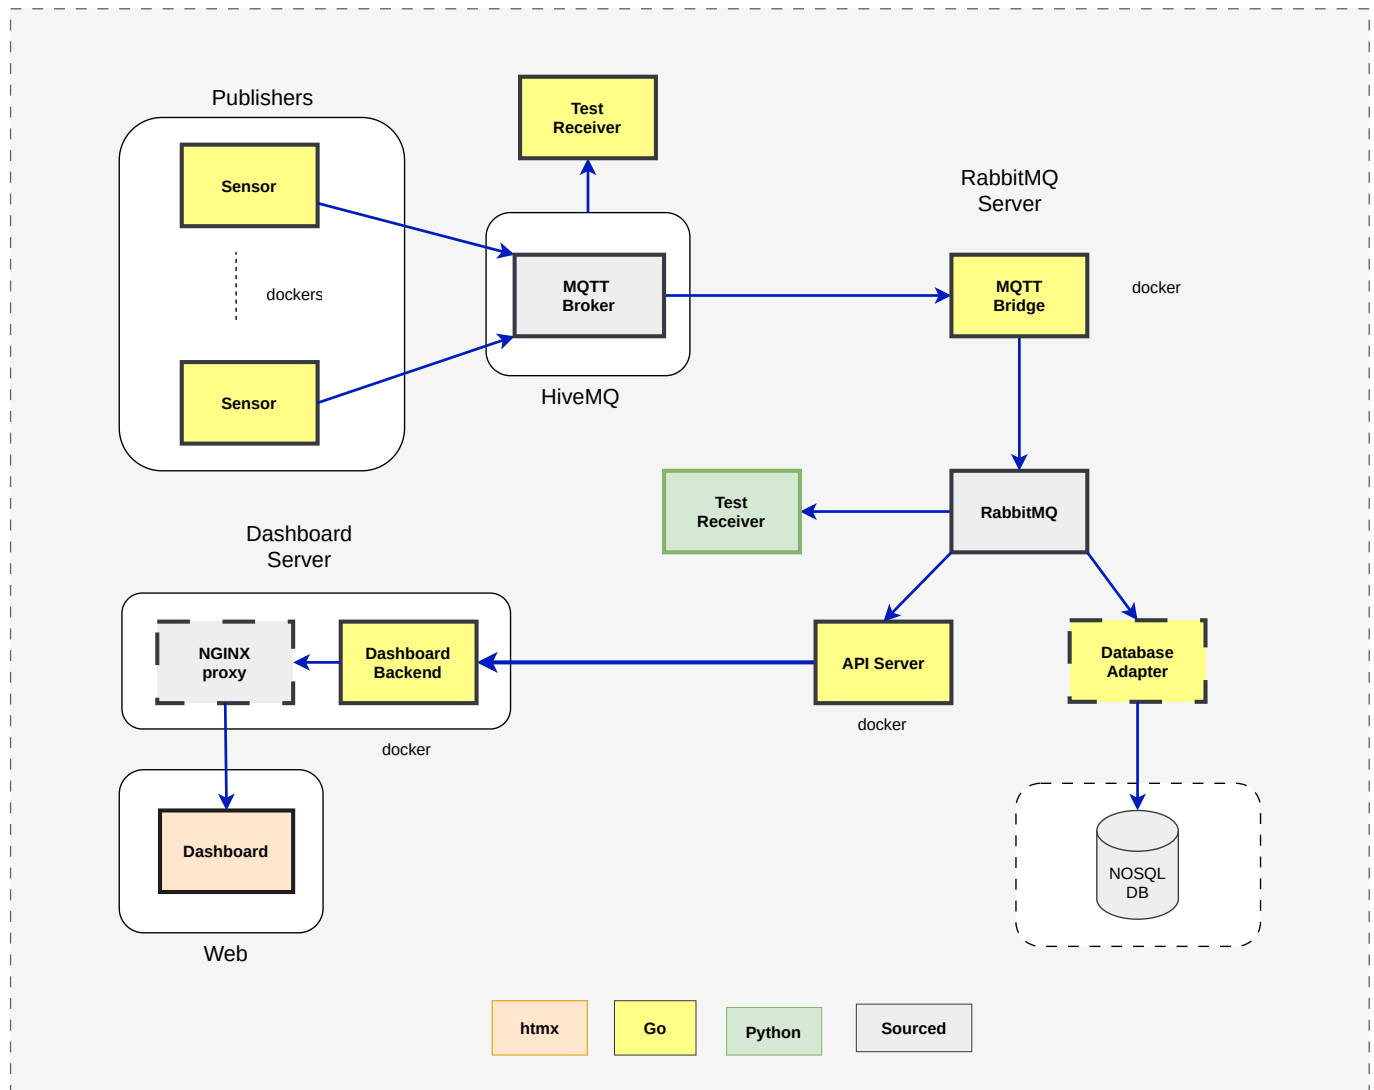 Publishers
Test
Receiver
Sensor
RabbitMQ
Server
dockers
MQTT
Broker
MQTT
Bridge
docker
HiveMQ
Sensor
Test
Receiver
RabbitMQ
Dashboard
Server
NGINX
proxy
Dashboard
Backend
API Server
Database
Adapter
docker
docker
Dashboard
NOSQL
DB
Web
htmx
Go
Python
Sourced